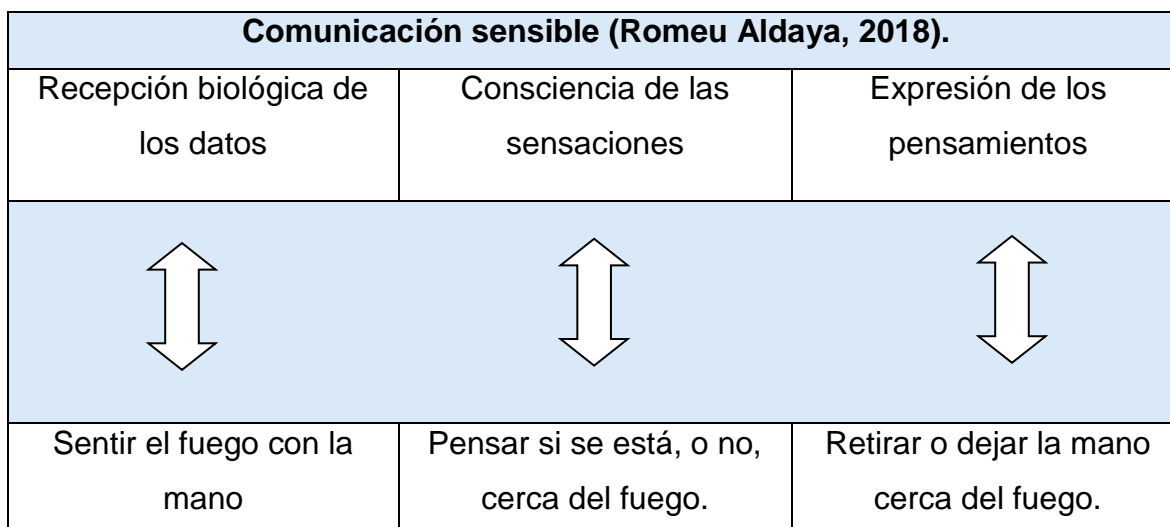 Comunicación sensible (Romeu Aldaya, 2018).
Recepción biológica de
los datos
Consciencia de las
sensaciones
Expresión de los
pensamientos
Sentir el fuego con la
mano
Pensar si se está, o no,
cerca del fuego.
Retirar o dejar la mano
cerca del fuego.